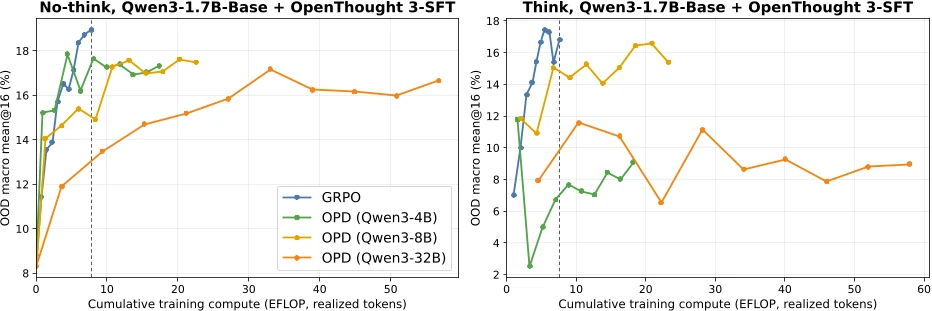 No-think, Qwen3-1.7B-Base + OpenThought 3-SFT
OOD macro mean@16 (%)
18
16
14
12
10
8
0
10
20
30
40
50
Cumulative training compute (EFLOP, realized tokens)
GRPO
OPD (Qwen3-4B)
OPD (Qwen3-8B)
OPD (Qwen3-32B)
Think, Qwen3-1.7B-Base + OpenThought 3-SFT
OOD macro mean@16 (%)
18
16
14
12
10
8
6
4
2
0
10
20
30
40
50
60
Cumulative training compute (EFLOP, realized tokens)